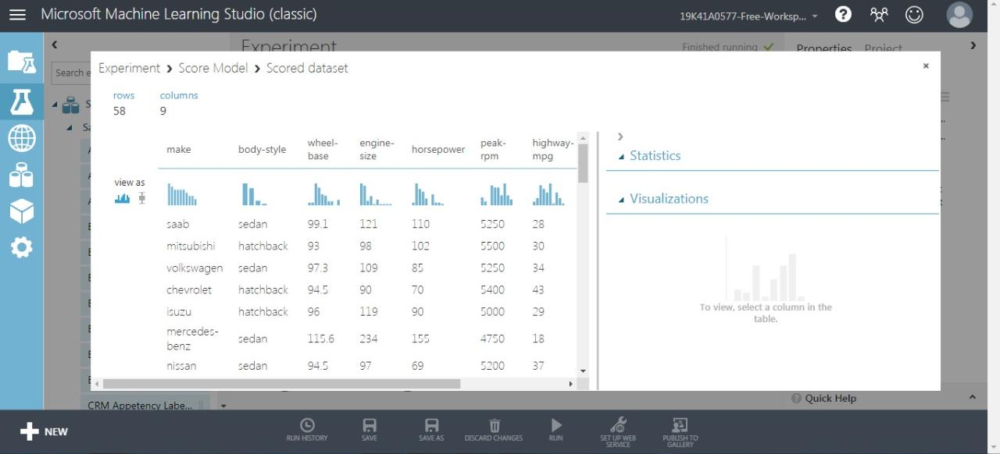 Microsoft Machine Learning Studio (classic)
19K41A0577-Free-Worksp...
Experiment
Finished running
Properties Project
Search e
Experiment > Score Model > Scored dataset
rows columns
58 9
make body-style wheel-base engine-size horsepower peak-rpm highway-mpg
view as
saab sedan 99.1 121 110 5250 28
mitsubishi hatchback 93 98 102 5500 30
volkswagen sedan 97.3 109 85 5250 34
chevrolet hatchback 94.5 90 70 5400 43
isuzu hatchback 96 119 90 5000 29
mercedes-benz sedan 115.6 234 155 4750 18
nissan sedan 94.5 97 69 5200 37
Statistics
Visualizations
To view, select a column in the
table.
CRM Appetency Labe...
Quick Help
NEW
RUN HISTORY
SAVE
SAVE AS
DISCARD CHANGES
RUN
SET UP WEB
SERVICE
PUBLISH TO
GALLERY